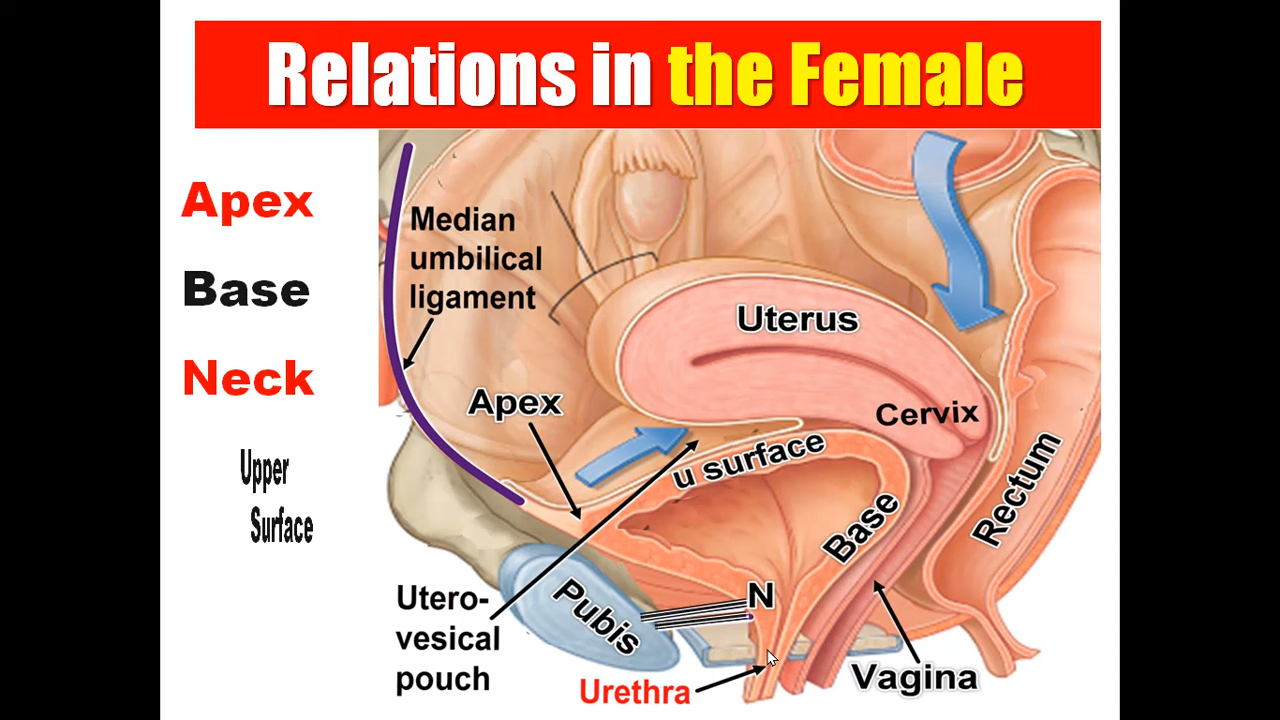 Relations in the Female
Apex
Base
Neck
Upper
Surface
Median
umbilical
ligament
Apex
Uterus
Cervix
u surface
Base
Rectum
Utero-
vesical
pouch
Pubis
N
Urethra
Vagina